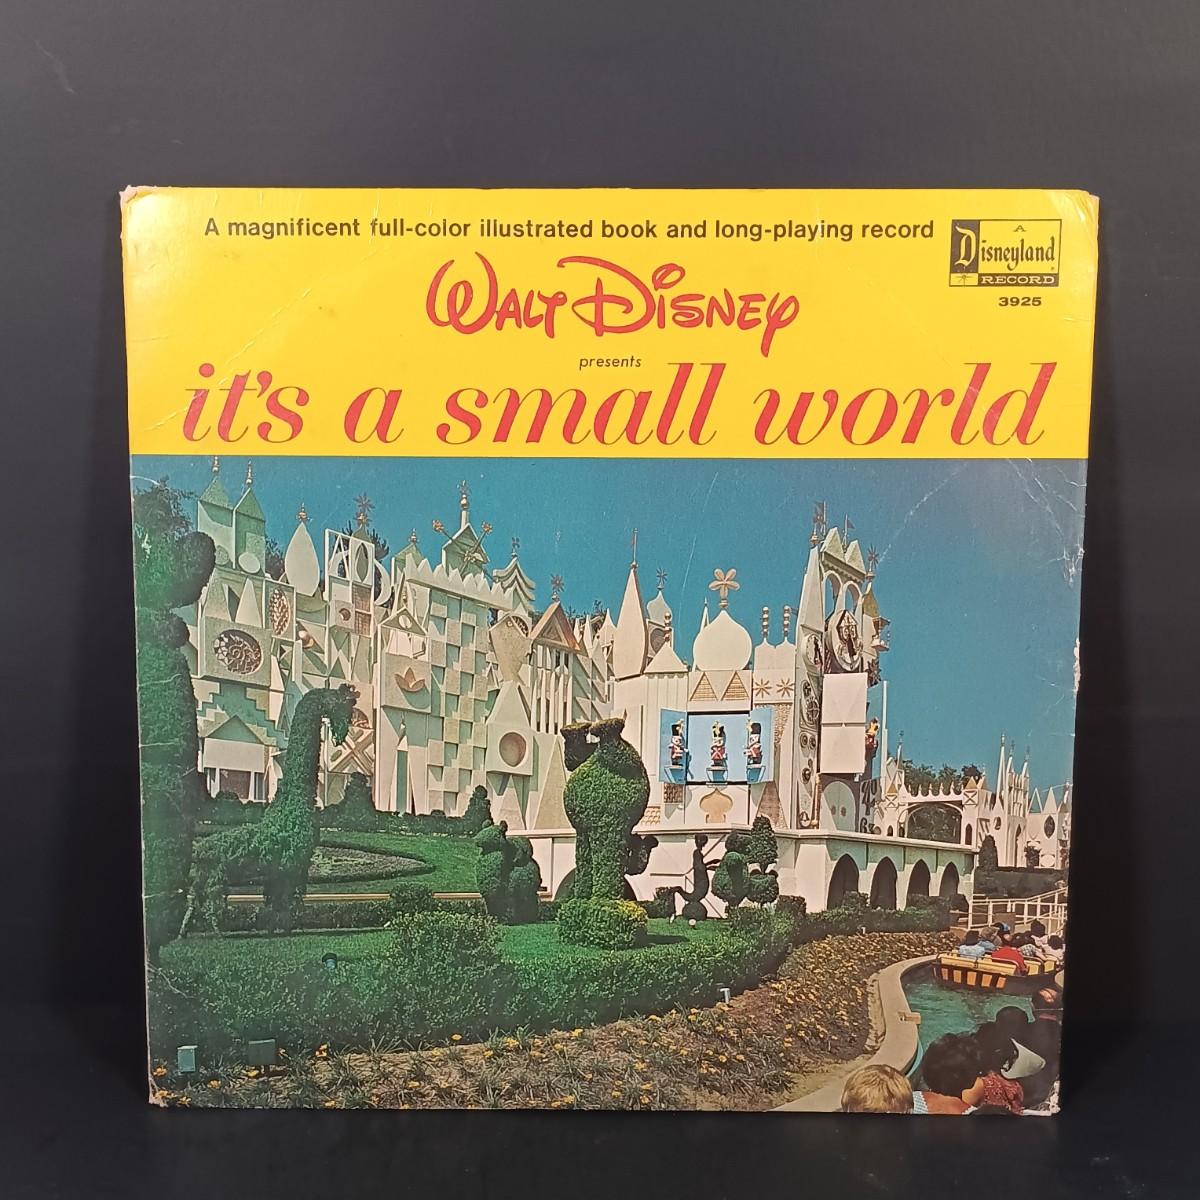 A magnificent full-color illustrated book and long-playing record
A
Disneyland
RECORD
3925
WALT DISNEY
presents
it's a small world